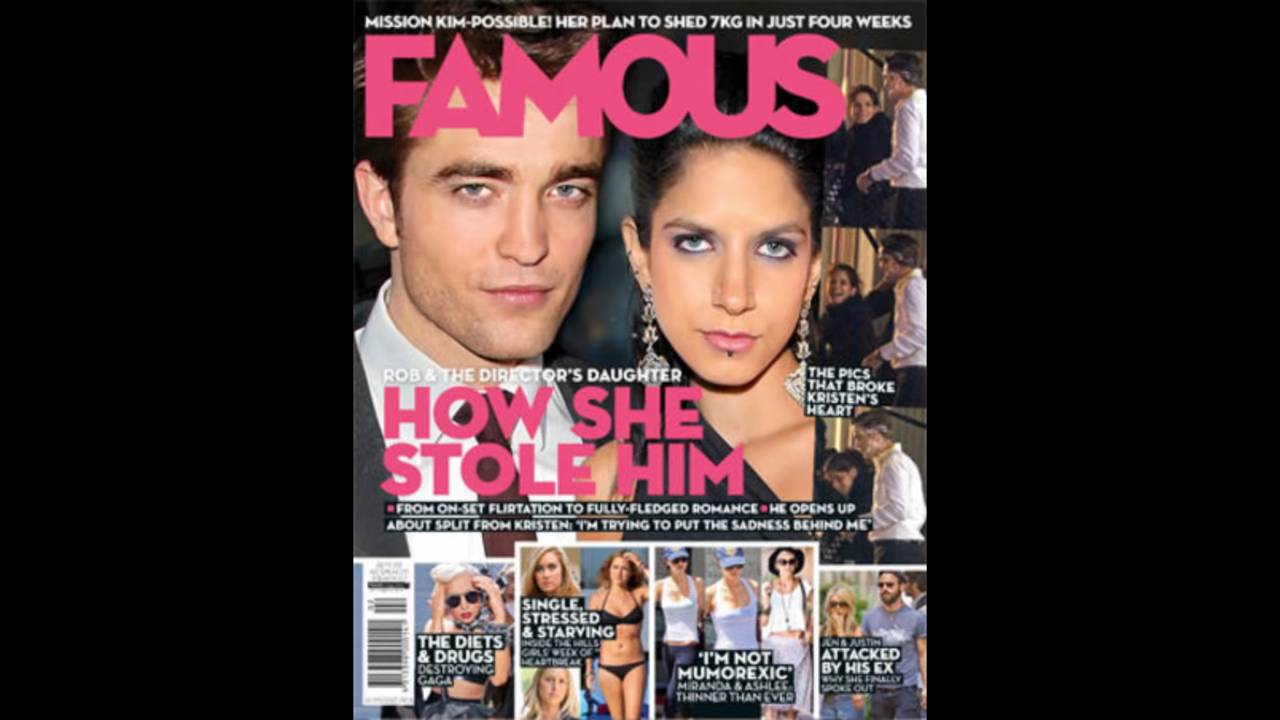 MISSION KIM-POSSIBLE! HER PLAN TO SHED 7KG IN JUST FOUR WEEKS
FAMOUS
ROB & THE DIRECTOR'S DAUGHTER
HOW SHE
STOLE HIM
THE PICS
THAT BROKE
KRISTEN'S
HEART
▪FROM ON-SET FLIRTATION TO FULLY-FLEDGED ROMANCE▪HE OPENS UP
ABOUT SPLIT FROM KRISTEN: 'I'M TRYING TO PUT THE SADNESS BEHIND ME'
THE DIETS
& DRUGS
DESTROYING
GAGA
SINGLE,
STRESSED
& STARVING
INSIDE THE HILLS
GIRLS' WEEK OF
HEARTBREAK
'I'M NOT
MUMOREXIC'
MIRANDA & ASHLEE:
THINNER THAN EVER
JEN & JUSTIN
ATTACKED
BY HIS EX
WHY SHE FINALLY
SPOKE OUT